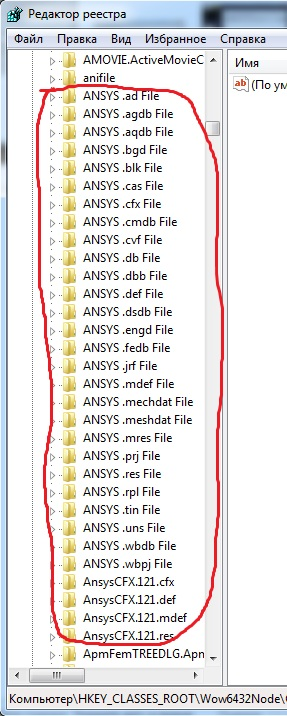 Редактор реестра
Файл Правка Вид Избранное Справка
AMOVIE.ActiveMovieC
anifile
ANSYS .ad File
ANSYS .agdb File
ANSYS .aqdb File
ANSYS .bgd File
ANSYS .blk File
ANSYS .cas File
ANSYS .cfx File
ANSYS .cmdb File
ANSYS .cvf File
ANSYS .db File
ANSYS .dbb File
ANSYS .def File
ANSYS .dsdb File
ANSYS .engd File
ANSYS .fedb File
ANSYS .jrf File
ANSYS .mdef File
ANSYS .mechdat File
ANSYS .meshdat File
ANSYS .mres File
ANSYS .prj File
ANSYS .res File
ANSYS .rpl File
ANSYS .tin File
ANSYS .uns File
ANSYS .wbdb File
ANSYS .wbpj File
AnsysCFX.121.cfx
AnsysCFX.121.def
AnsysCFX.121.mdef
AnsysCFX.121.res
ApmFemTREEDLG.Apm
Имя
ab (По ум
Компьютер\HKEY_CLASSES_ROOT\Wow6432Node\